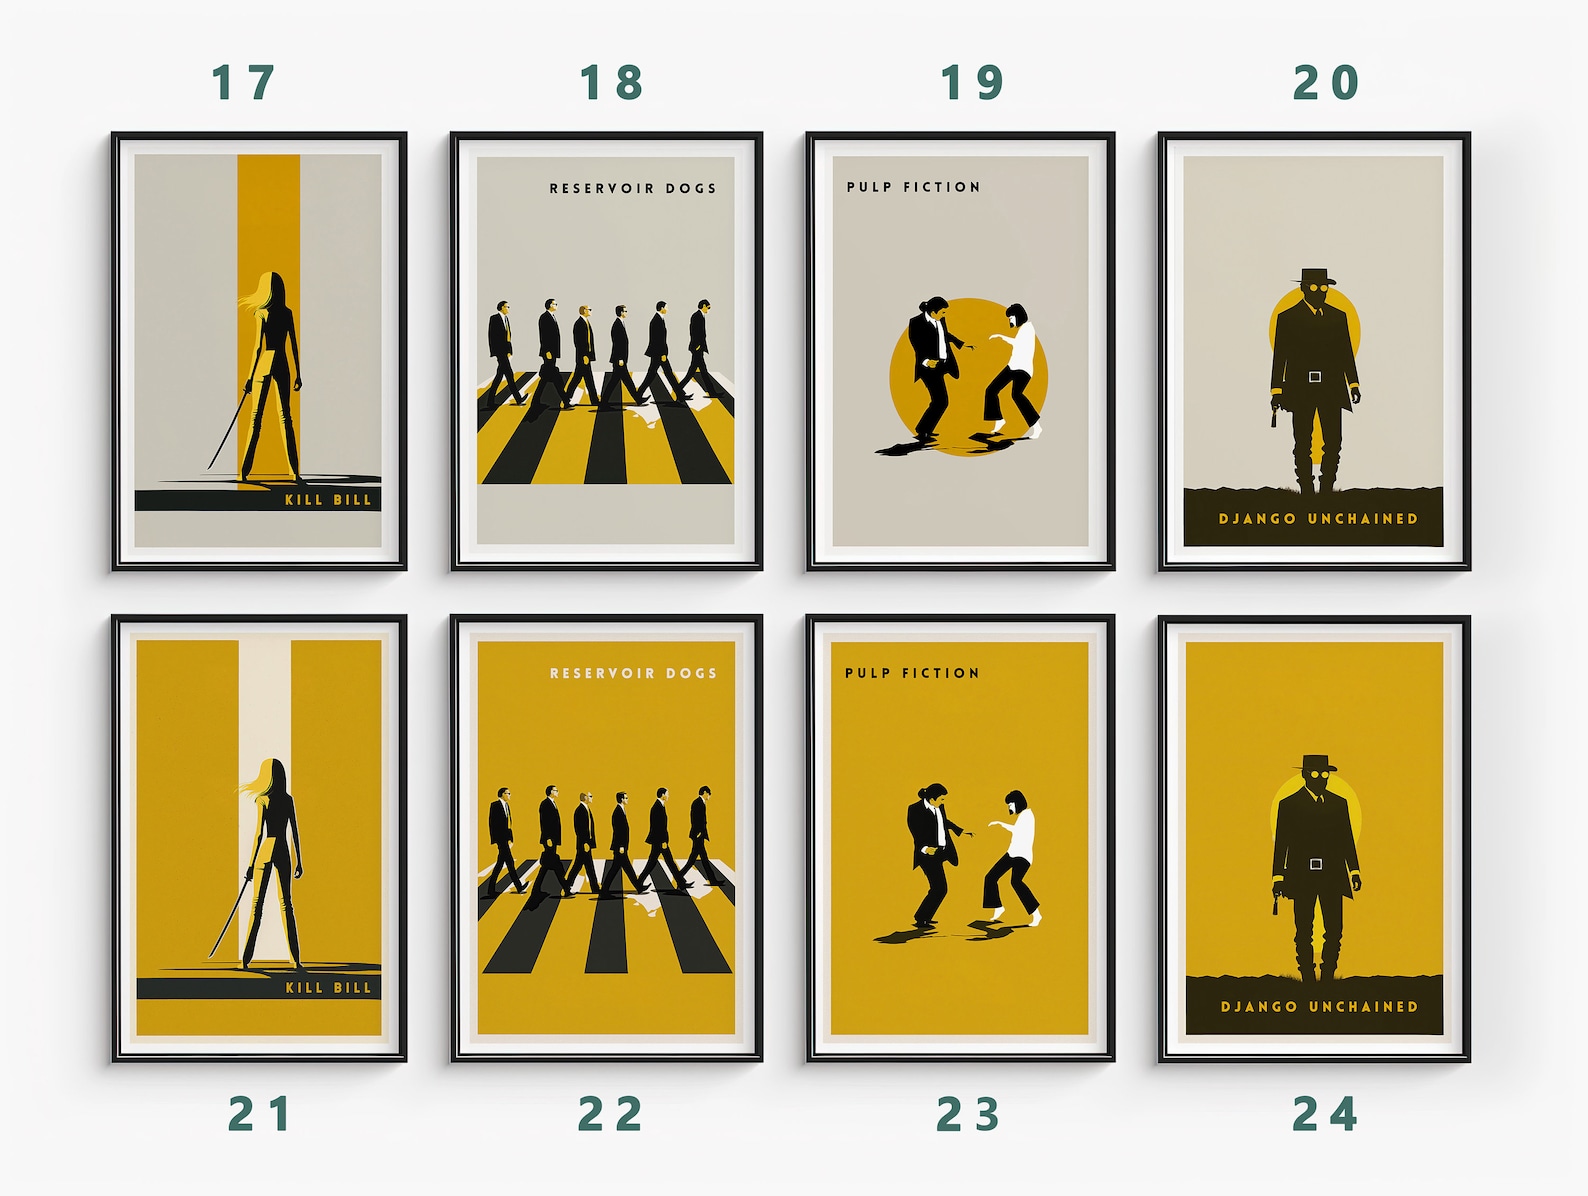 17
18
19
20
KILL BILL
RESERVOIR DOGS
PULP FICTION
DJANGO UNCHAINED
KILL BILL
RESERVOIR DOGS
PULP FICTION
DJANGO UNCHAINED
21
22
23
24